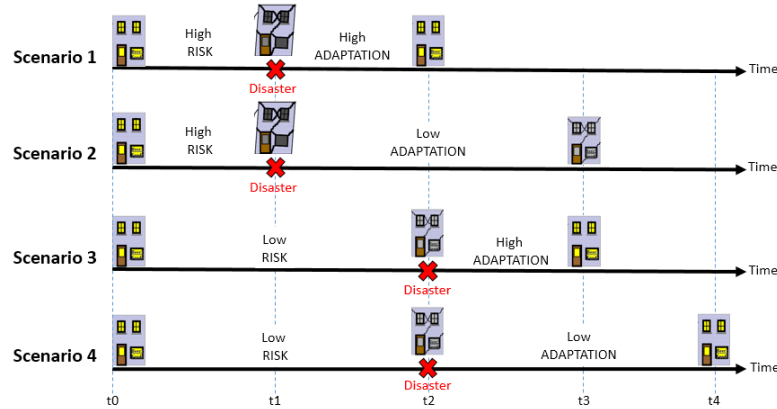 Scenario 1
High
RISK
High
ADAPTATION
Time
Disaster
Scenario 2
High
RISK
Low
ADAPTATION
Time
Disaster
Scenario 3
Low
RISK
High
ADAPTATION
Time
Disaster
Scenario 4
Low
RISK
Low
ADAPTATION
Time
Disaster
t0 t1 t2 t3 t4